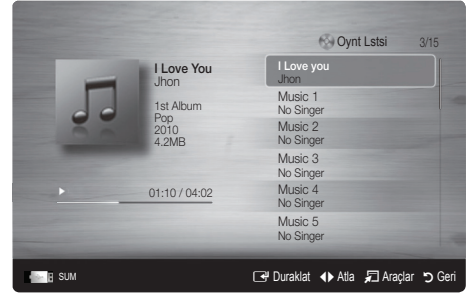 Oynt Lstsi 3/15
I Love You
Jhon
1st Album
Pop
2010
4.2MB
01:10 / 04:02
I Love you
Jhon
Music 1
No Singer
Music 2
No Singer
Music 3
No Singer
Music 4
No Singer
Music 5
No Singer
SUM Duraklat Atla Araçlar Geri